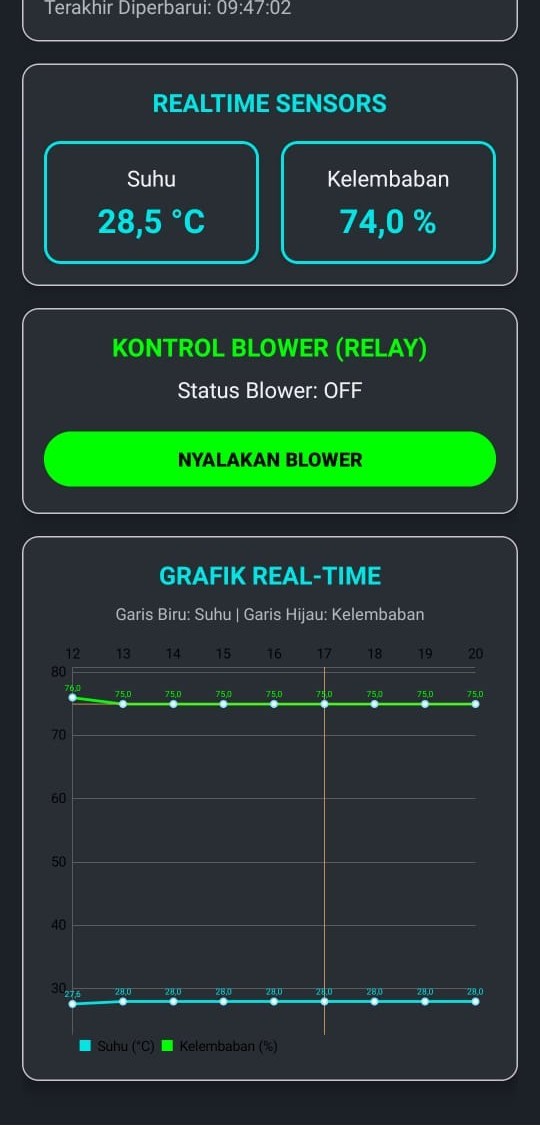 Terakhir Diperbarui: 09:47:02
REALTIME SENSORS
Suhu
28,5 °C
Kelembaban
74,0 %
KONTROL BLOWER (RELAY)
Status Blower: OFF
NYALAKAN BLOWER
GRAFIK REAL-TIME
Garis Biru: Suhu | Garis Hijau: Kelembaban
12 13 14 15 16 17 18 19 20
80
76,0 75,0 75,0 75,0 75,0 75,0 75,0 75,0 75,0
70
60
50
40
30
27,6 28,0 28,0 28,0 28,0 28,0 28,0 28,0 28,0
Suhu (°C) Kelembaban (%)